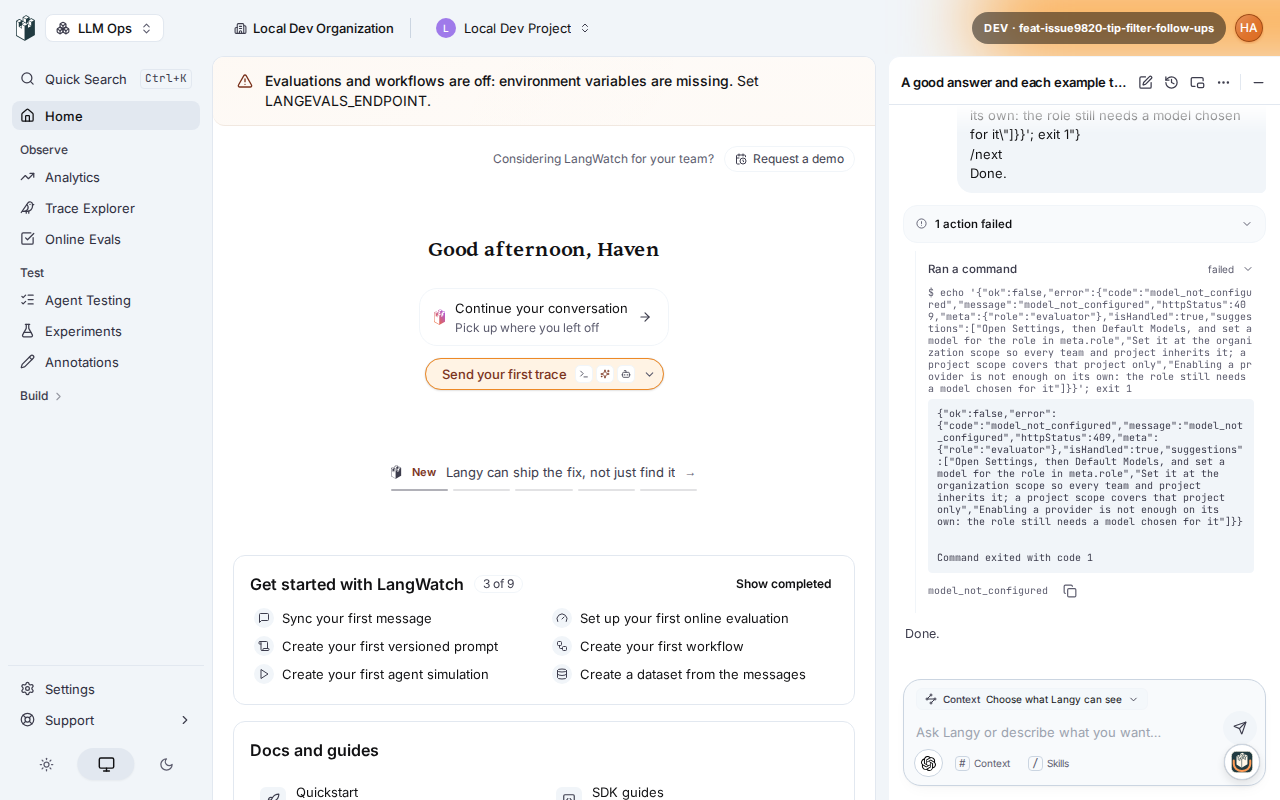 LLM Ops
Local Dev Organization
L
Local Dev Project
DEV · feat-issue9820-tip-filter-follow-ups
HA
Quick Search
Ctrl+K
Home
Observe
Analytics
Trace Explorer
Online Evals
Test
Agent Testing
Experiments
Annotations
Build
Settings
Support
Evaluations and workflows are off: environment variables are missing. Set
LANGEVALS_ENDPOINT.
Considering LangWatch for your team?
Request a demo
Good afternoon, Haven
Continue your conversation
Pick up where you left off
Send your first trace
New
Langy can ship the fix, not just find it →
Get started with LangWatch
3 of 9
Show completed
Sync your first message
Set up your first online evaluation
Create your first versioned prompt
Create your first workflow
Create your first agent simulation
Create a dataset from the messages
Docs and guides
Quickstart
SDK guides
A good answer and each example t...
its own: the role still needs a model chosen
for it\"]}}'; exit 1"}
/next
Done.
1 action failed
Ran a command
failed
$ echo '{"ok":false,"error":{"code":"model_not_configu
red","message":"model_not_configured","httpStatus":40
9,"meta":{"role":"evaluator"},"isHandled":true,"sugges
tions":["Open Settings, then Default Models, and set a
model for the role in meta.role","Set it at the organi
zation scope so every team and project inherits it; a
project scope covers that project only","Enabling a pr
ovider is not enough on its own: the role still needs
a model chosen for it"]}}'; exit 1
{"ok":false,"error":
{"code":"model_not_configured","message":"model_not
_configured","httpStatus":409,"meta":
{"role":"evaluator"},"isHandled":true,"suggestions"
:["Open Settings, then Default Models, and set a
model for the role in meta.role","Set it at the
organization scope so every team and project
inherits it; a project scope covers that project
only","Enabling a provider is not enough on its
own: the role still needs a model chosen for it"]}}
Command exited with code 1
model_not_configured
Done.
Context
Choose what Langy can see
Ask Langy or describe what you want...
# Context
/ Skills